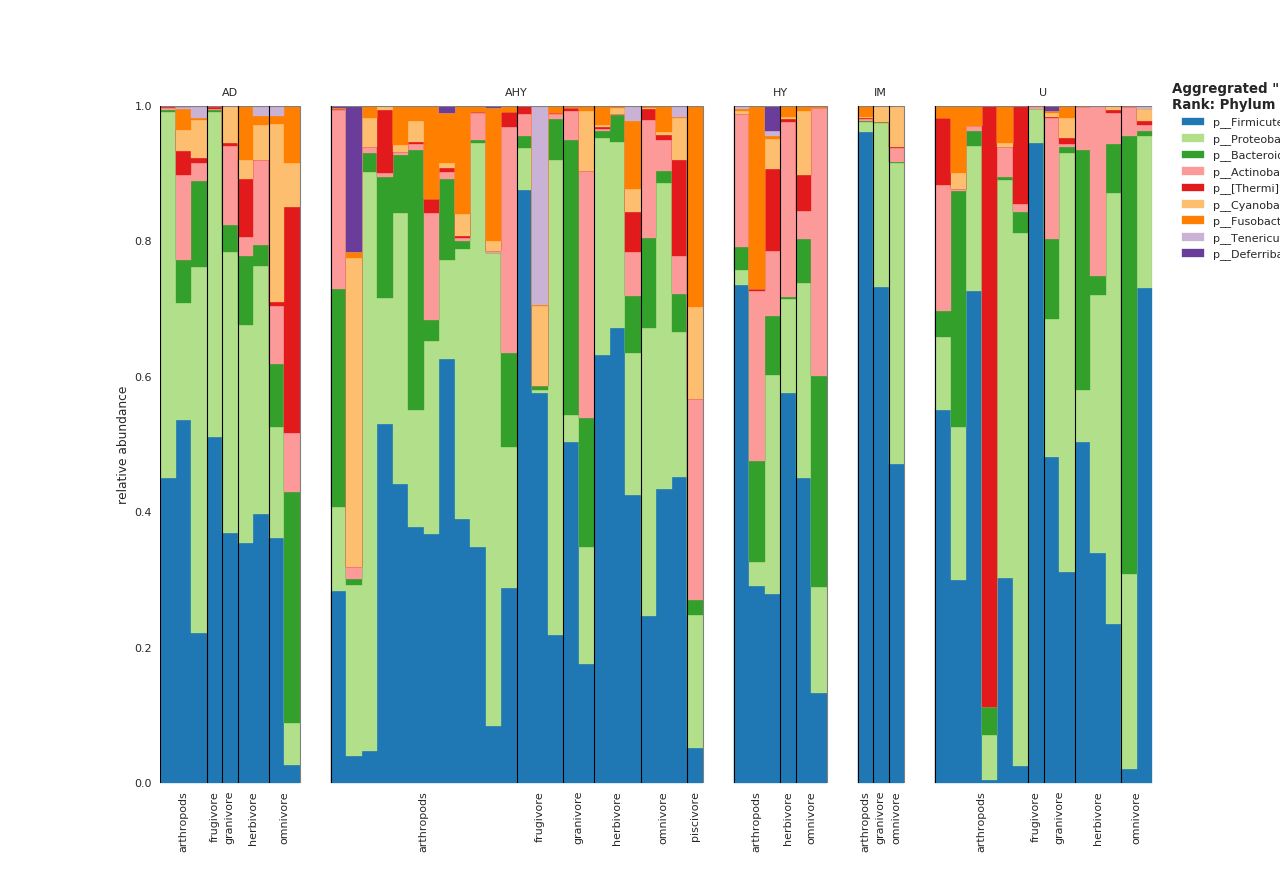 AD AHY HY IM U
Aggregrated "
Rank: Phylum
p__Firmicute
p__Proteoba
p__Bacteroid
p__Actinoba
p__[Thermi]
p__Cyanoba
p__Fusobact
p__Tenericu
p__Deferriba
1.0
0.8
0.6
0.4
0.2
0.0
relative abundance
arthropods frugivore granivore herbivore omnivore arthropods frugivore granivore herbivore omnivore piscivore arthropods herbivore omnivore arthropods granivore omnivore arthropods frugivore granivore herbivore omnivore